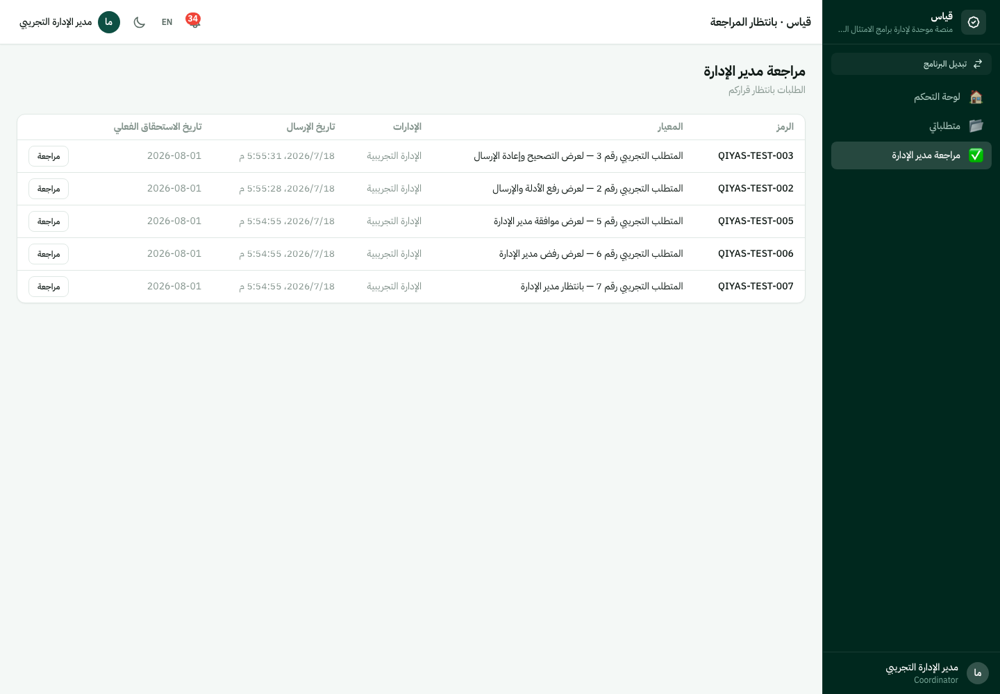 قياس
منصة موحدة لإدارة برامج الامتثال ال...
تبديل البرنامج
لوحة التحكم
متطلباتي
مراجعة مدير الإدارة
قياس · بانتظار المراجعة
34
EN
ما
مدير الإدارة التجريبي
مراجعة مدير الإدارة
الطلبات بانتظار قراركم
الرمز المعيار الإدارات تاريخ الإرسال تاريخ الاستحقاق الفعلي
QIYAS-TEST-003 المتطلب التجريبي رقم 3 — لعرض التصحيح وإعادة الإرسال الإدارة التجريبية 2026/7/18، 5:55:31 م 2026-08-01 مراجعة
QIYAS-TEST-002 المتطلب التجريبي رقم 2 — لعرض رفع الأدلة والإرسال الإدارة التجريبية 2026/7/18، 5:55:28 م 2026-08-01 مراجعة
QIYAS-TEST-005 المتطلب التجريبي رقم 5 — لعرض موافقة مدير الإدارة الإدارة التجريبية 2026/7/18، 5:54:55 م 2026-08-01 مراجعة
QIYAS-TEST-006 المتطلب التجريبي رقم 6 — لعرض رفض مدير الإدارة الإدارة التجريبية 2026/7/18، 5:54:55 م 2026-08-01 مراجعة
QIYAS-TEST-007 المتطلب التجريبي رقم 7 — بانتظار مدير الإدارة الإدارة التجريبية 2026/7/18، 5:54:55 م 2026-08-01 مراجعة
ما
مدير الإدارة التجريبي
Coordinator